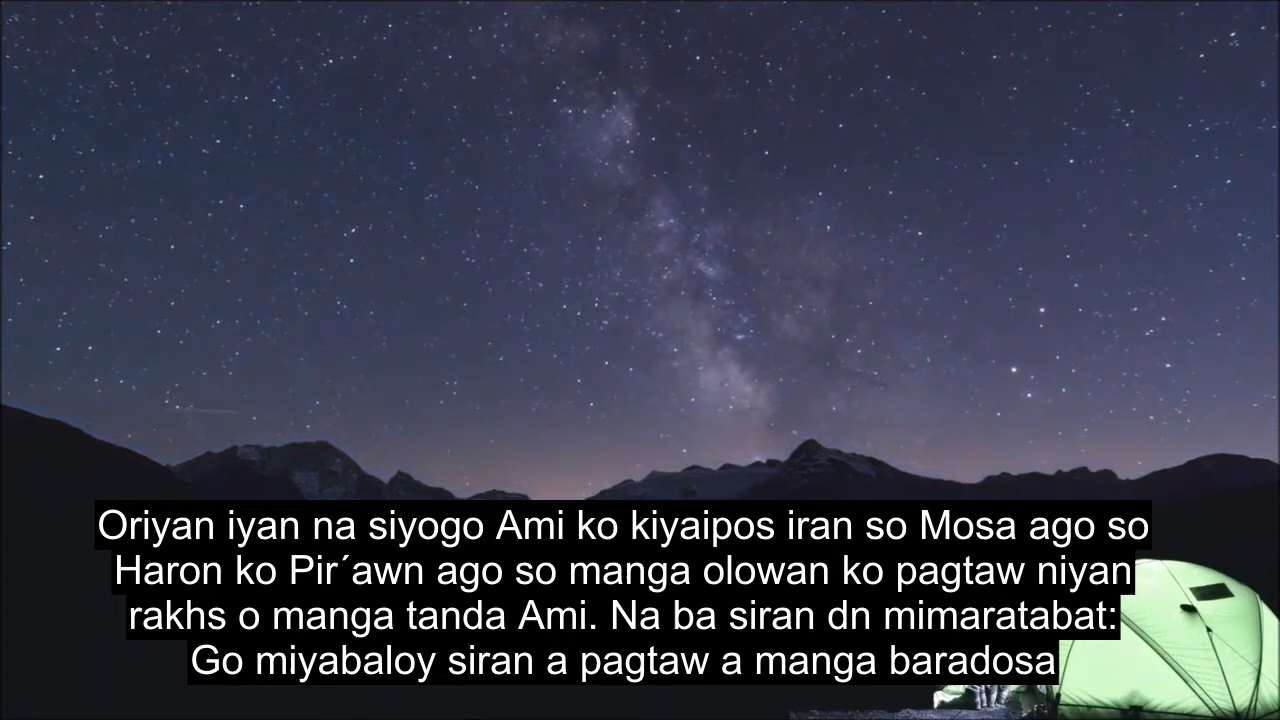 Oriyan iyan na siyogo Ami ko kiyaipos iran so Mosa ago so
Haron ko Pir´awn ago so manga olowan ko pagtaw niyan
rakhs o manga tanda Ami. Na ba siran dn mimaratabat:
Go miyabaloy siran a pagtaw a manga baradosa